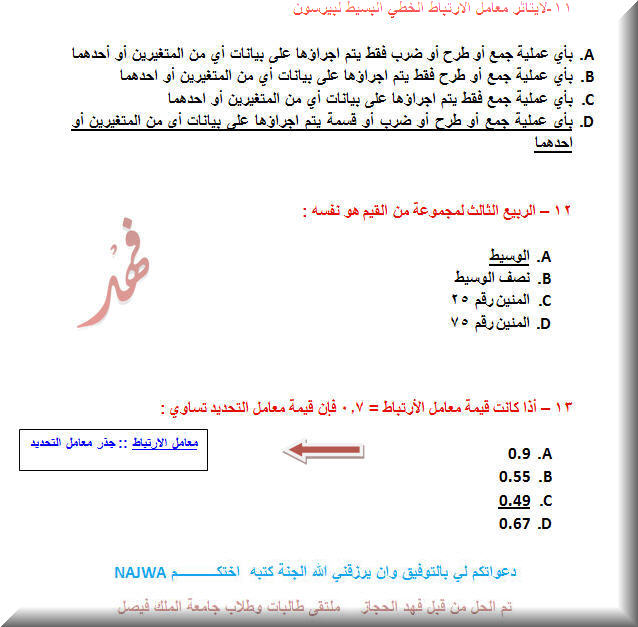 ١١-لايتأثر معامل الارتباط الخطي البسيط لبيرسون
A. بأي عملية جمع أو طرح أو ضرب فقط يتم اجراؤها على بيانات أي من المتغيرين أو أحدهما
B. بأي عملية جمع أو طرح فقط يتم اجراؤها على بيانات أي من المتغيرين أو احدهما
C. بأي عملية جمع فقط يتم اجراؤها على بيانات أي من المتغيرين أو احدهما
D. بأي عملية جمع أو طرح أو ضرب أو قسمة يتم اجراؤها على بيانات أي من المتغيرين أو
احدهما
١٢ – الربيع الثالث لمجموعة من القيم هو نفسه :
A. الوسيط
B. نصف الوسيط
C. المئين رقم ٢٥
D. المئين رقم ٧٥
فهد
١٣ – أذا كانت قيمة معامل الأرتباط = ٠,٧ فإن قيمة معامل التحديد تساوي :
معامل الارتباط :: جذر معامل التحديد
A. 0.9
B. 0.55
C. 0.49
D. 0.67
دعواتكم لي بالتوفيق وان يرزقني الله الجنة كتبه اختكــــــم NAJWA
تم الحل من قبل فهد الحجاز ملتقى طالبات وطلاب جامعة الملك فيصل